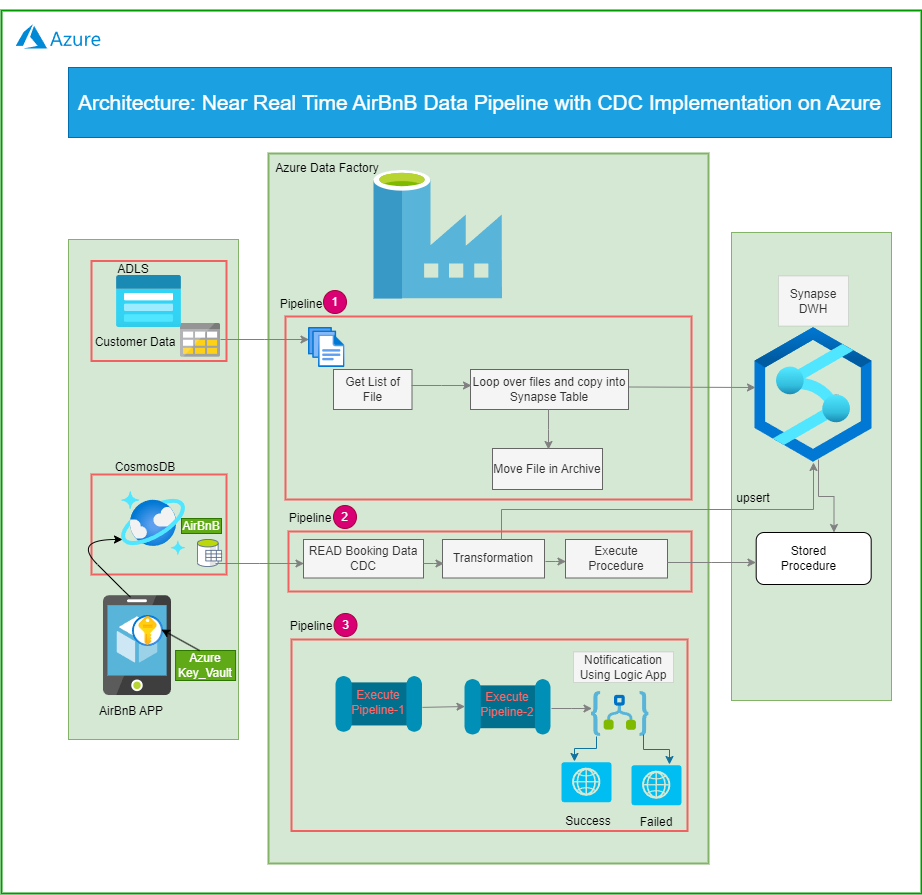 Azure
Architecture: Near Real Time AirBnB Data Pipeline with CDC Implementation on Azure
Azure Data Factory
ADLS
Customer Data
Pipeline
1
Get List of
File
Loop over files and copy into
Synapse Table
Move File in Archive
Synapse
DWH
CosmosDB
AirBnB
Azure
Key_Vault
AirBnB APP
Pipeline
2
READ Booking Data
CDC
Transformation
Execute
Procedure
upsert
Stored
Procedure
Pipeline
3
Execute
Pipeline-1
Execute
Pipeline-2
Notificatication
Using Logic App
Success
Failed